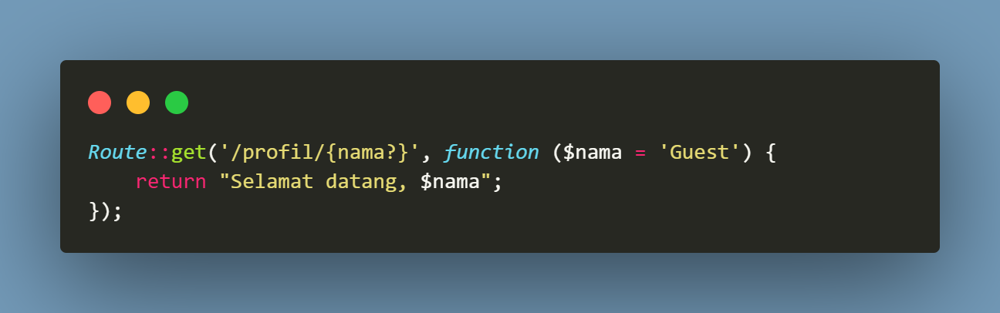 Route::get('/profil/{nama?}', function ($nama = 'Guest') {
    return "Selamat datang, $nama";
});